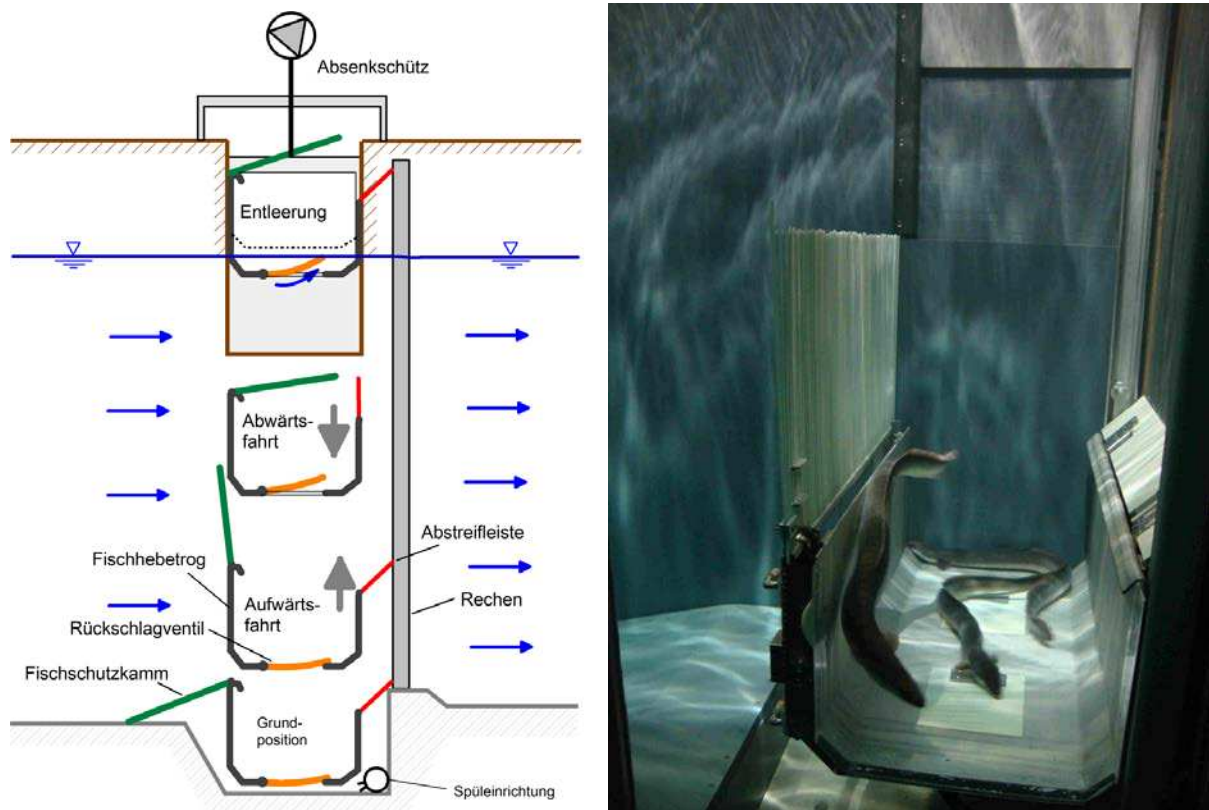 Absenkschütz
Entleerung
Abwärts-
fahrt
Abstreifleiste
Fischhebetrog
Aufwärts-
fahrt
Rechen
Rückschlagventil
Fischschutzkamm
Grund-
position
Spüleinrichtung